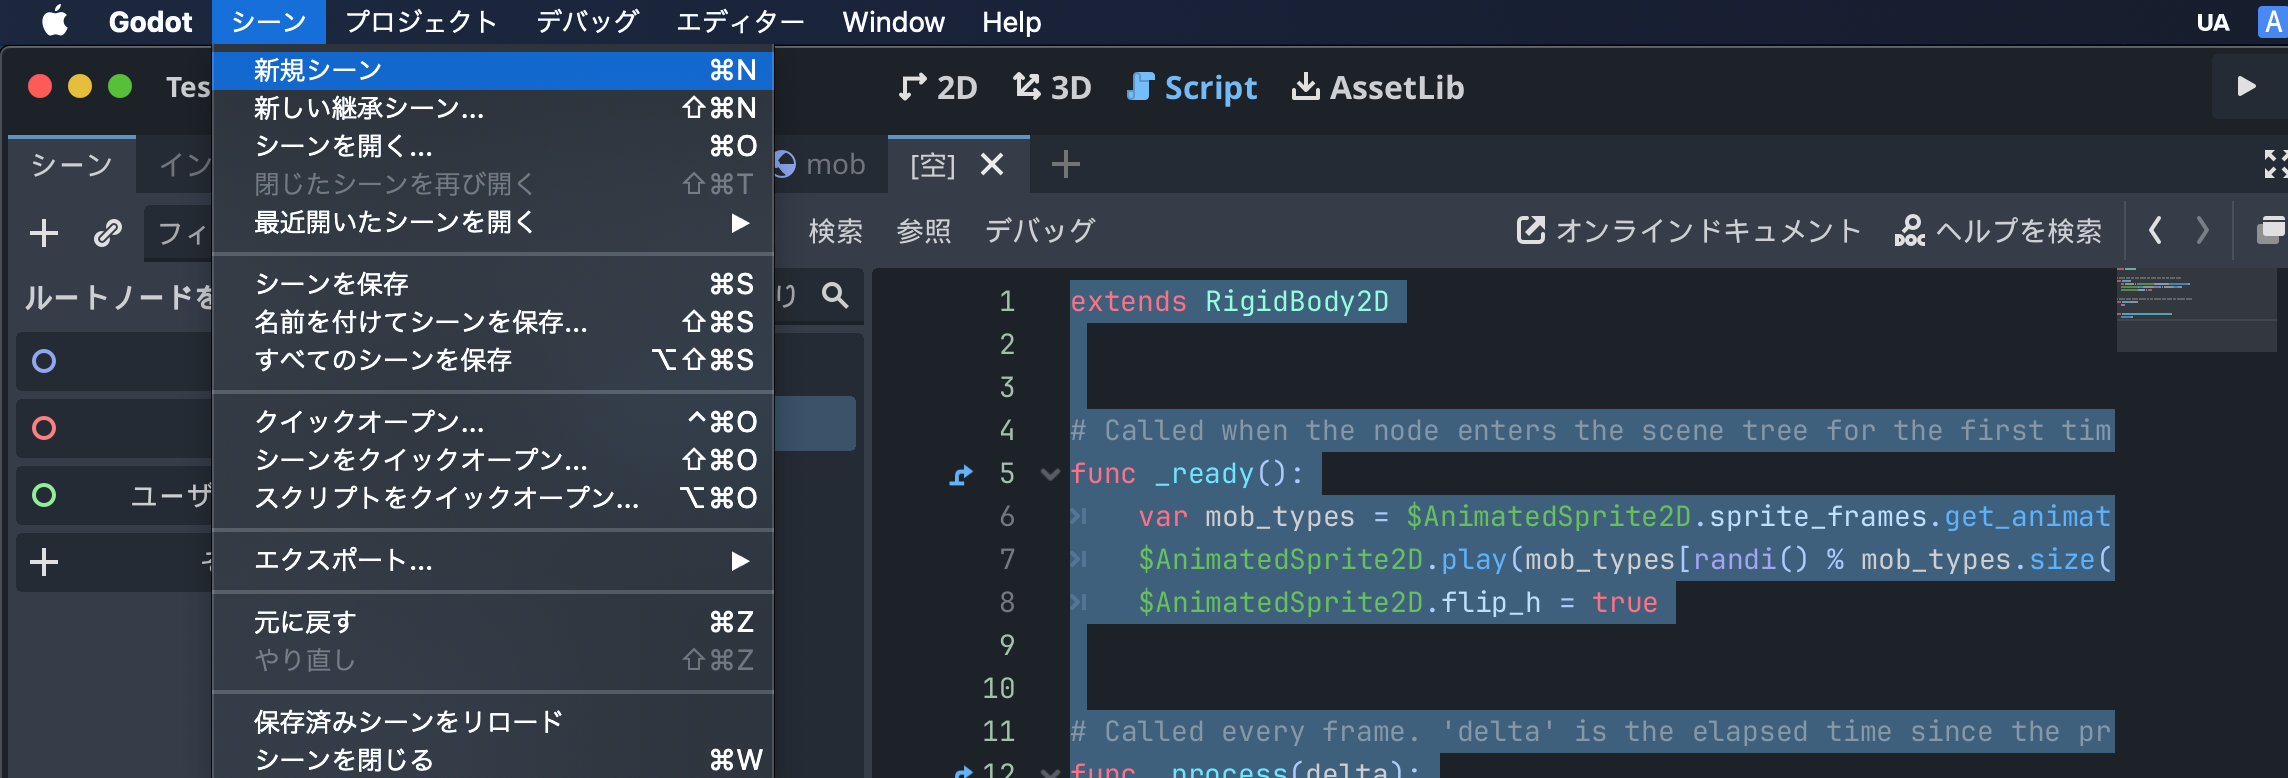 Godot シーン プロジェクト デバッグ エディター Window Help UA A
Tes 2D 3D Script AssetLib
新規シーン ⌘N
新しい継承シーン... ⇧⌘N
シーンを開く... ⌘O
閉じたシーンを再び開く ⇧⌘T
最近開いたシーンを開く ▶
シーンを保存 ⌘S
名前を付けてシーンを保存... ⇧⌘S
すべてのシーンを保存 ⌥⇧⌘S
クイックオープン... ^⌘O
シーンをクイックオープン... ⇧⌘O
スクリプトをクイックオープン... ⌥⌘O
エクスポート... ▶
元に戻す ⌘Z
やり直し ⇧⌘Z
保存済みシーンをリロード
シーンを閉じる ⌘W
シーン イン
フィ
ルートノードを
ユーザ
そ
mob [空]
検索 参照 デバッグ オンラインドキュメント DOC ヘルプを検索
り
1 extends RigidBody2D
2
3
4 # Called when the node enters the scene tree for the first tim
5 func _ready():
6 var mob_types = $AnimatedSprite2D.sprite_frames.get_animat
7 $AnimatedSprite2D.play(mob_types[randi() % mob_types.size(
8 $AnimatedSprite2D.flip_h = true
9
10
11 # Called every frame. 'delta' is the elapsed time since the pr
12 func _process(delta):